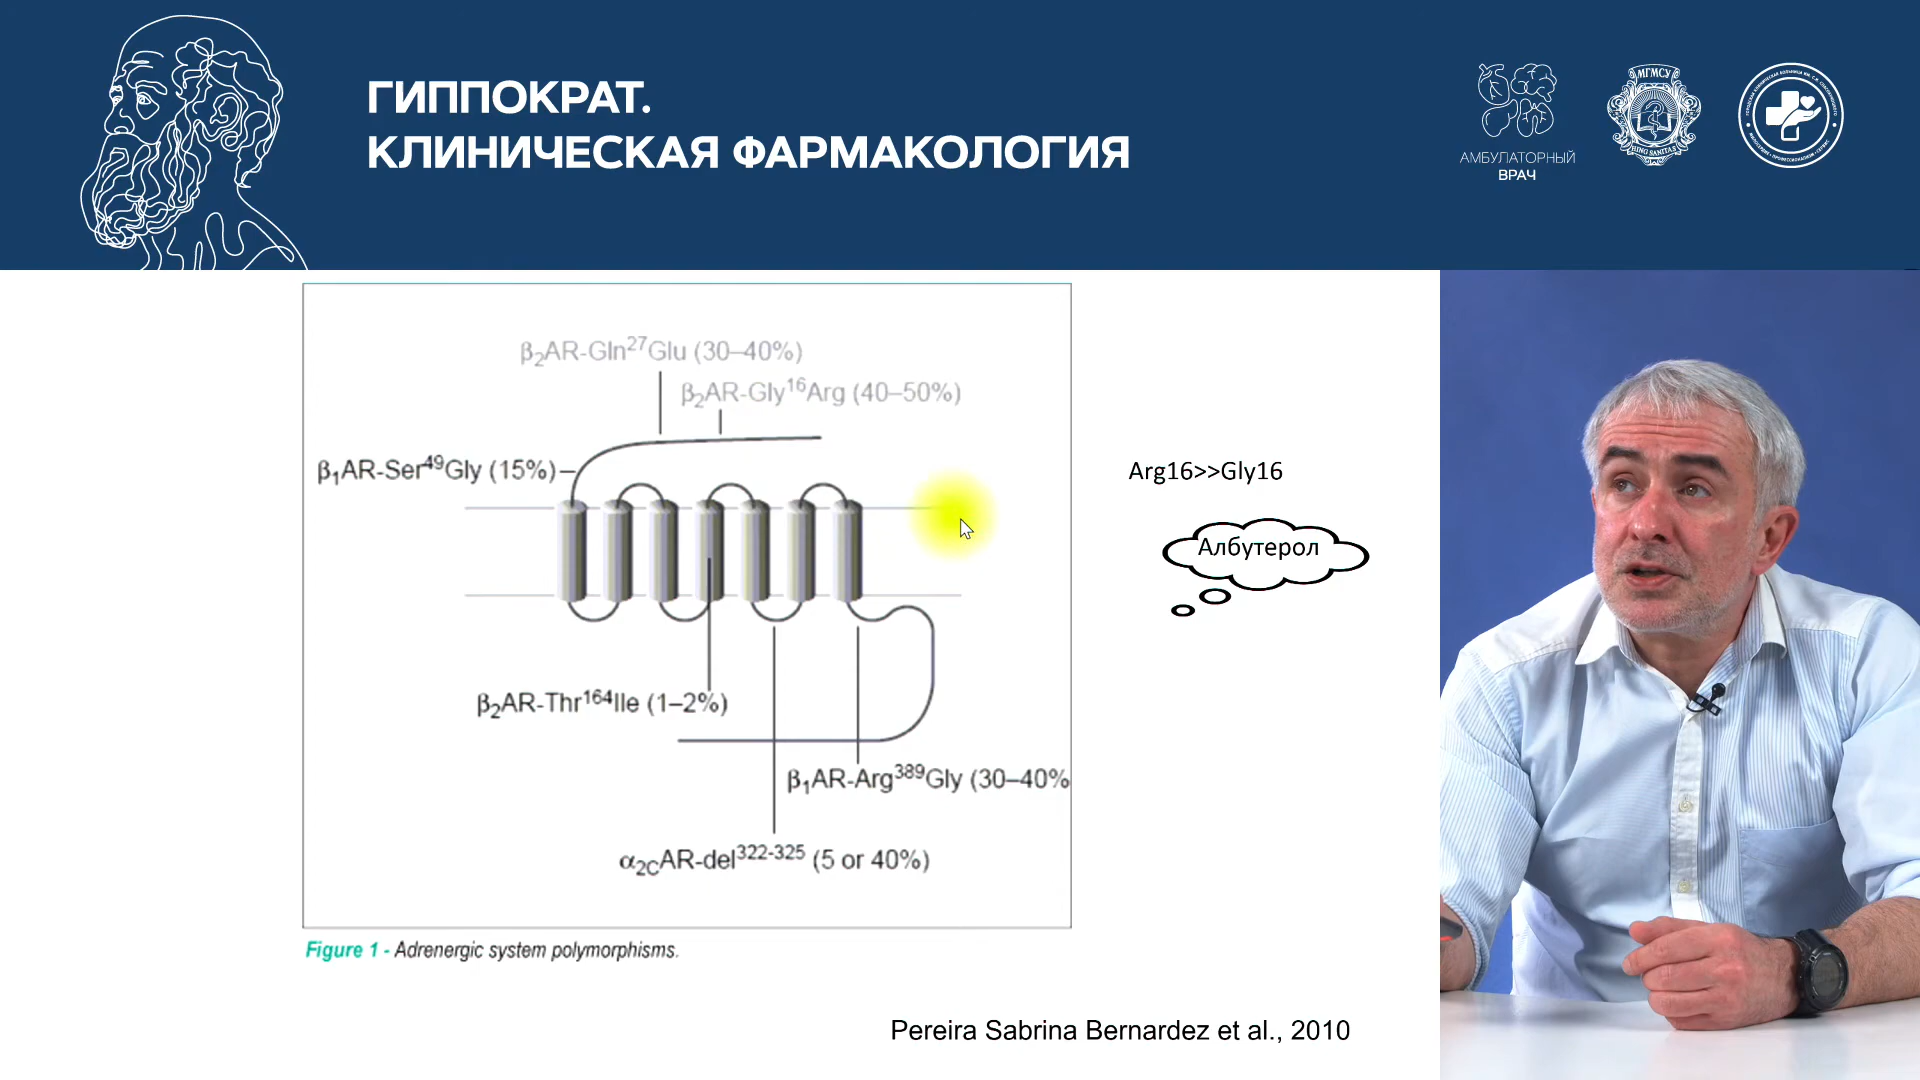 ГИППОКРАТ.
КЛИНИЧЕСКАЯ ФАРМАКОЛОГИЯ
АМБУЛАТОРНЫЙ
ВРАЧ
МГМСУ
β₂AR-Gln²⁷Glu (30–40%)
β₂AR-Gly¹⁶Arg (40–50%)
β₁AR-Ser⁴⁹Gly (15%)
Arg16>>Gly16
Албутерол
β₂AR-Thr¹⁶⁴Ile (1–2%)
β₁AR-Arg³⁸⁹Gly (30–40%
α₂CAR-del³²²⁻³²⁵ (5 or 40%)
Figure 1 - Adrenergic system polymorphisms.
Pereira Sabrina Bernardez et al., 2010